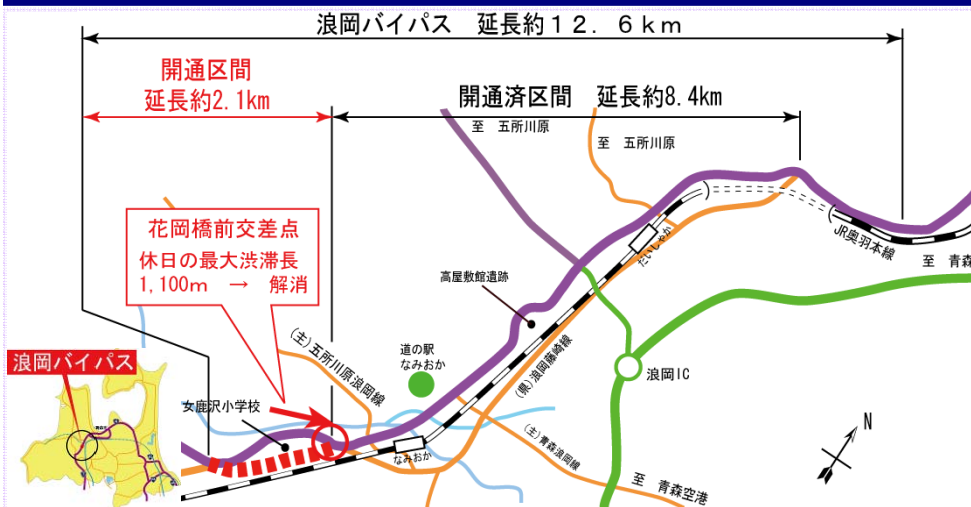 浪岡バイパス 延長約12.6km
開通区間
延長約2.1km
開通済区間 延長約8.4km
至 五所川原
至 五所川原
花岡橋前交差点
休日の最大渋滞長
1,100m → 解消
JR奥羽本線
至 青森
だいしゃか
高屋敷館遺跡
(主)五所川原浪岡線
道の駅
なみおか
(県)浪岡藤崎線
浪岡IC
浪岡バイパス
女鹿沢小学校
なみおか
(主)青森浪岡線
至 青森空港
N